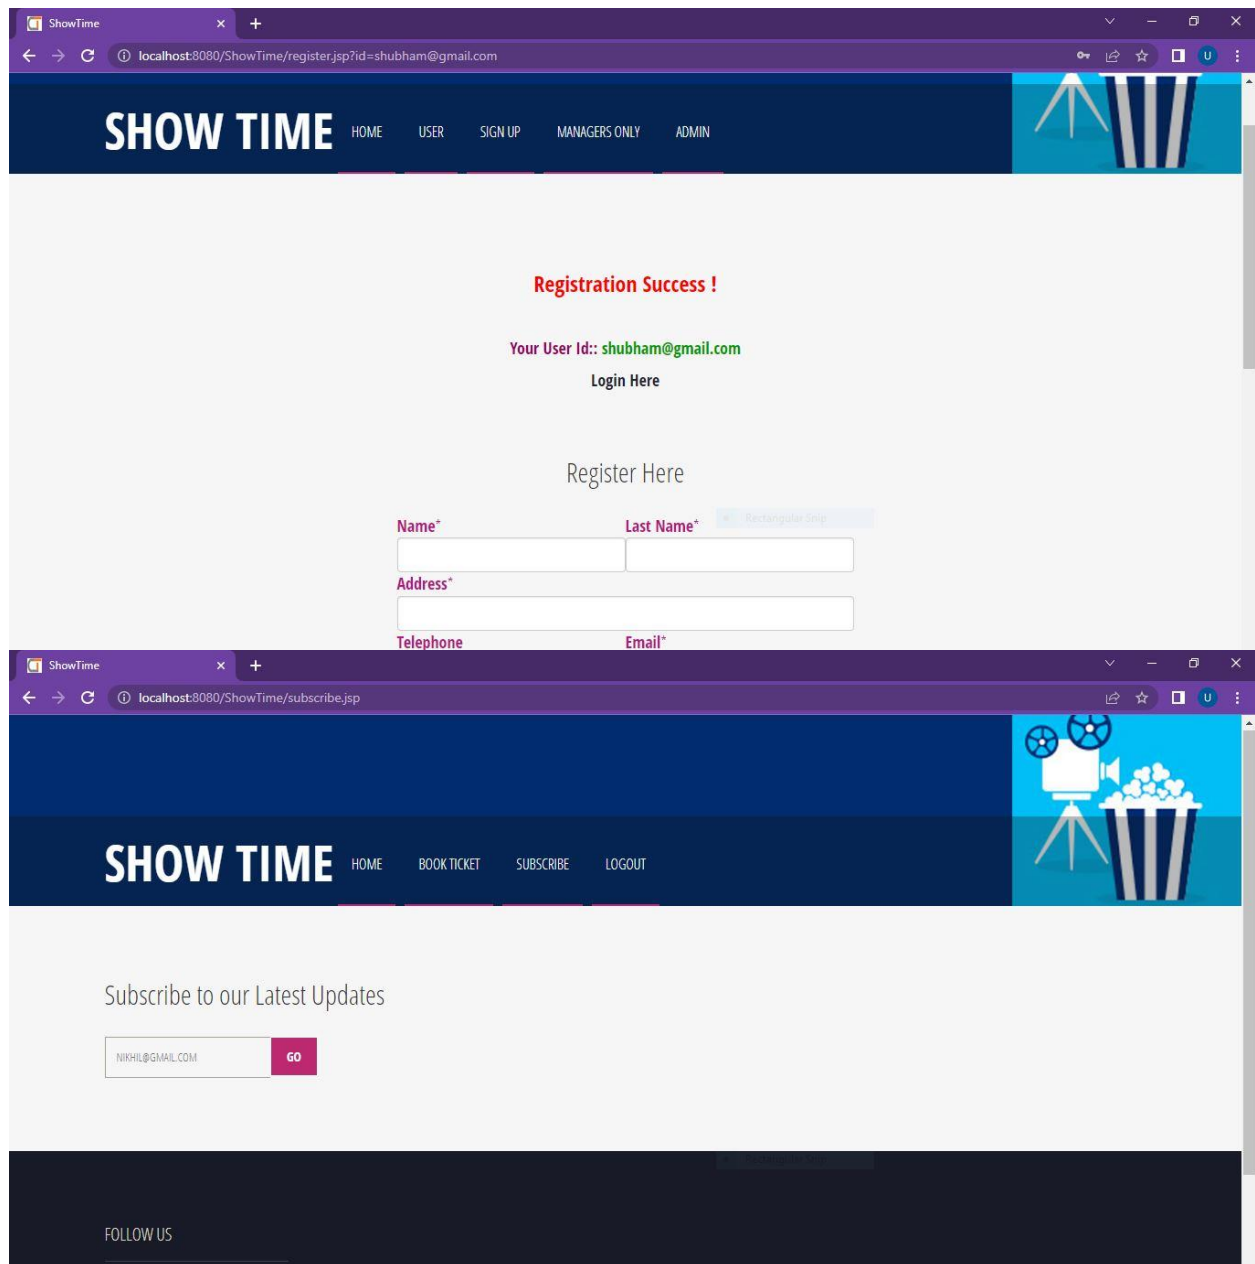 ShowTime
localhost:8080/ShowTime/register.jsp?id=shubham@gmail.com
U
SHOW TIME HOME USER SIGN UP MANAGERS ONLY ADMIN
Registration Success !
Your User Id:: shubham@gmail.com
Login Here
Register Here
Rectangular Snip
Name* Last Name*
Address*
Telephone Email*
ShowTime
localhost:8080/ShowTime/subscribe.jsp
U
SHOW TIME HOME BOOK TICKET SUBSCRIBE LOGOUT
Subscribe to our Latest Updates
NIKHIL@GMAIL.COM GO
FOLLOW US